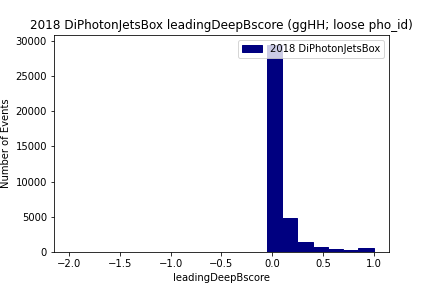 2018 DiPhotonJetsBox leadingDeepBscore (ggHH; loose pho_id)
2018 DiPhotonJetsBox
Number of Events
30000
25000
20000
15000
10000
5000
0
−2.0 −1.5 −1.0 −0.5 0.0 0.5 1.0
leadingDeepBscore